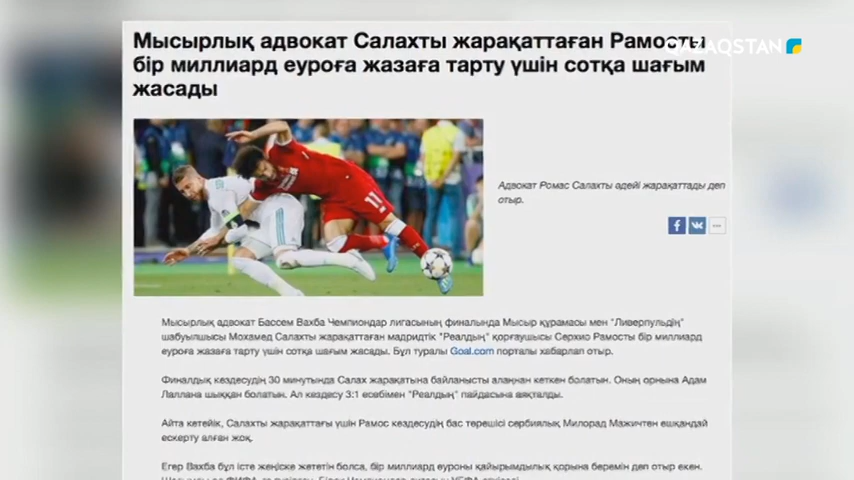 Мысырлық адвокат Салахты жарақаттаған Рамосты
QAZAQSTAN
бір миллиард еуроға жазаға тарту үшін сотқа шағым
жасады
11
Адвокат Ромас Салахты әдейі жарақаттады деп
отыр.
Мысырлық адвокат Бассем Вахба Чемпиондар лигасының финалында Мысыр құрамасы мен "Ливерпульдің"
шабуылшысы Мохамед Салахты жарақаттаған мадридтік "Реалдың" қорғаушысы Серхио Рамосты бір миллиард
еуроға жазаға тарту үшін сотқа шағым жасады. Бұл туралы Goal.com порталы хабарлап отыр.
Финалдық кездесудің 30 минутында Салах жарақатына байланысты алаңнан кеткен болатын. Оның орнына Адам
Лаллана шыққан болатын. Ал кездесу 3:1 есебімен "Реалдың" пайдасына аяқталды.
Айта кетейік, Салахты жарақаттағы үшін Рамос кездесудің бас төрешісі сербиялық Милорад Мажичтен ешқандай
ескерту алған жоқ.
Егер Вахба бұл істе жеңіске жететін болса, бір миллиард еуроны қайырымдылық қорына беремін деп отыр екен.